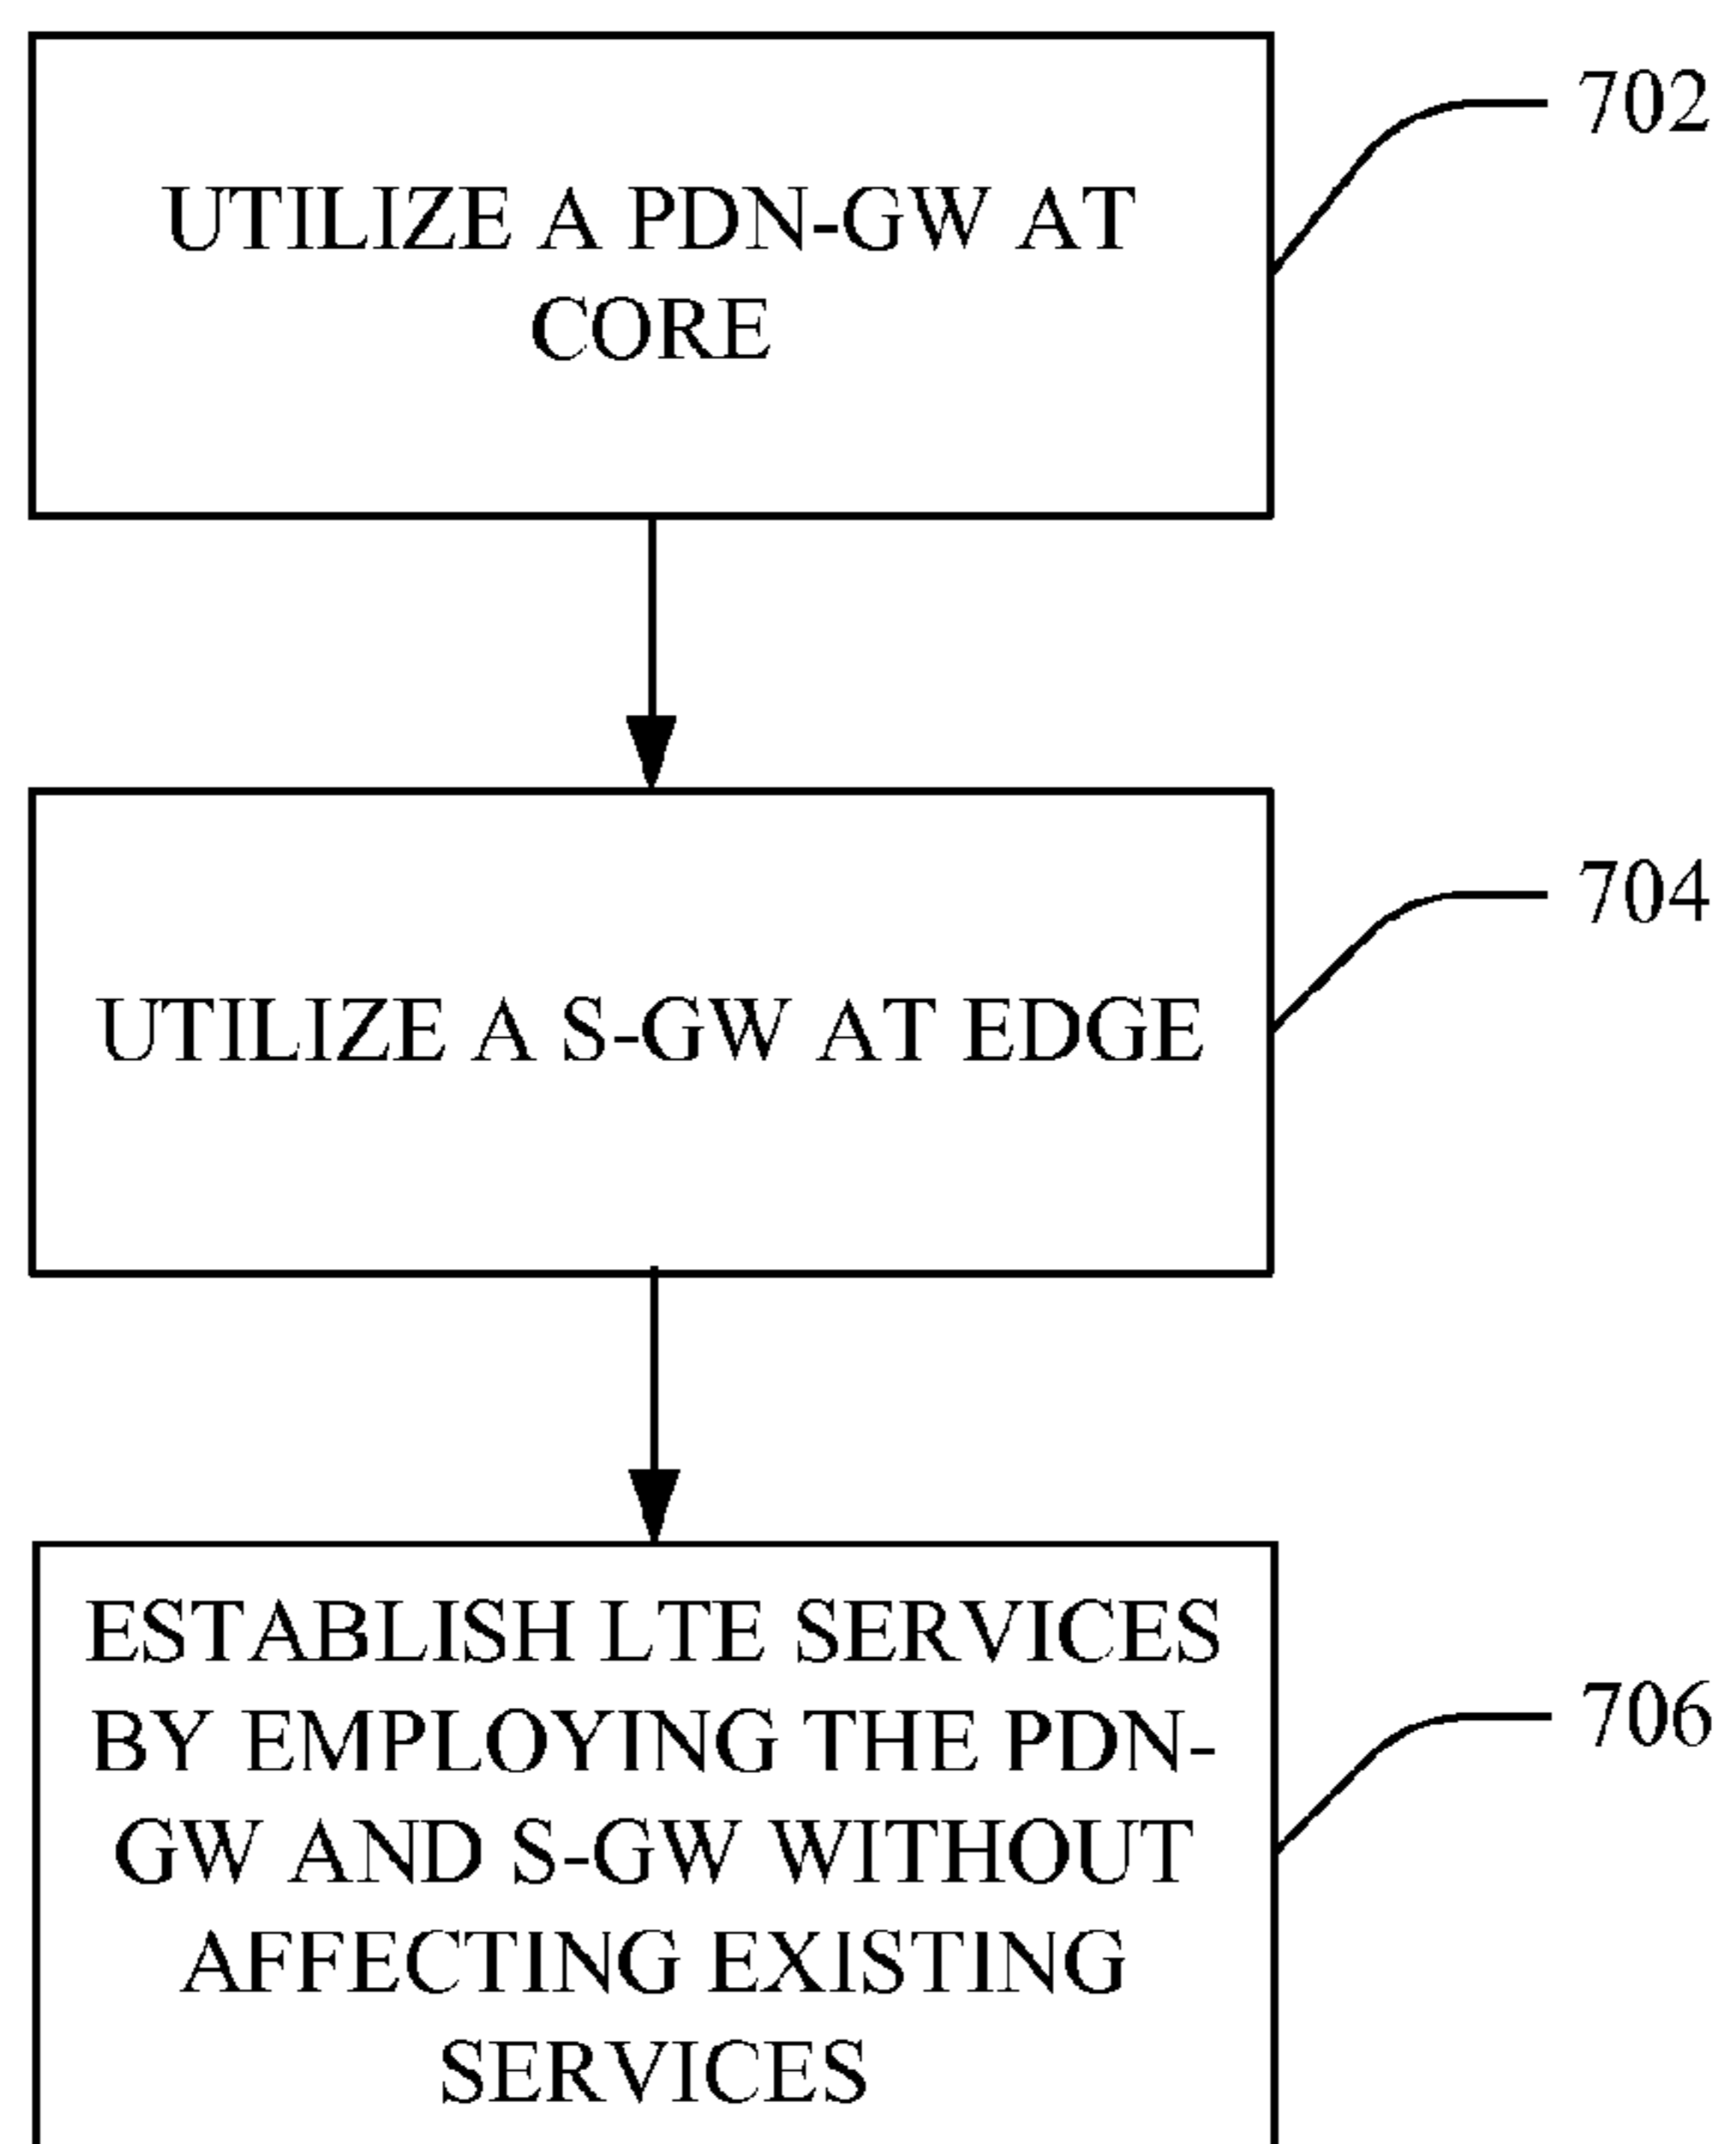 UTILIZE A PDN-GW AT
CORE
702
UTILIZE A S-GW AT EDGE
704
ESTABLISH LTE SERVICES
BY EMPLOYING THE PDN-
GW AND S-GW WITHOUT
AFFECTING EXISTING
SERVICES
706